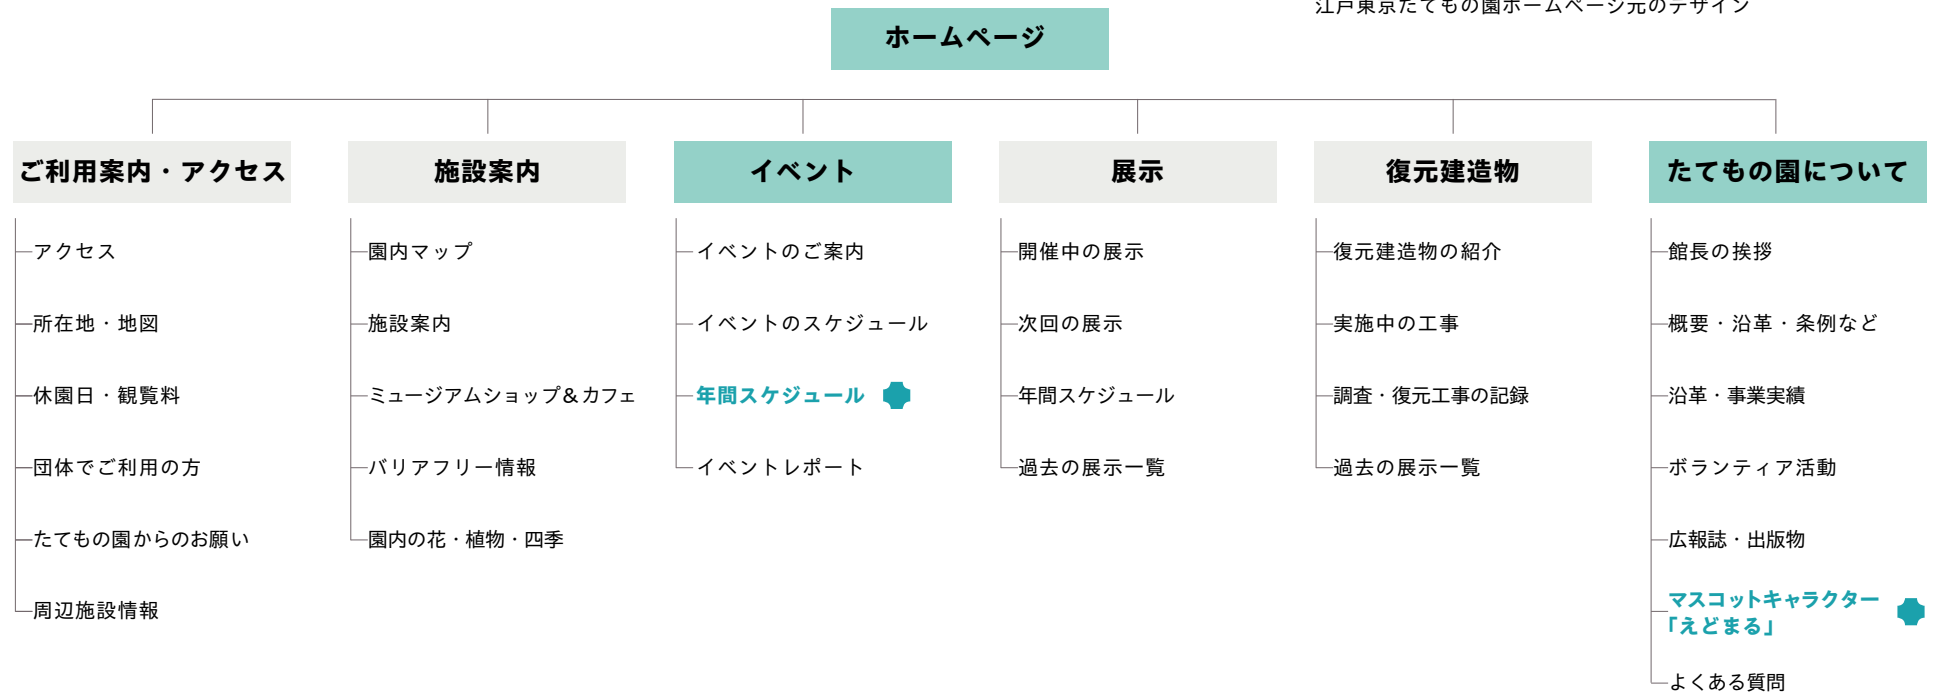 江戸東京たてもの園ホームページ元のデザイン
ホームページ
ご利用案内・アクセス
アクセス
所在地・地図
休園日・観覧料
団体でご利用の方
たてもの園からのお願い
周辺施設情報
施設案内
園内マップ
施設案内
ミュージアムショップ&カフェ
バリアフリー情報
園内の花・植物・四季
イベント
イベントのご案内
イベントのスケジュール
年間スケジュール
イベントレポート
展示
開催中の展示
次回の展示
年間スケジュール
過去の展示一覧
復元建造物
復元建造物の紹介
実施中の工事
調査・復元工事の記録
過去の展示一覧
たてもの園について
館長の挨拶
概要・沿革・条例など
沿革・事業実績
ボランティア活動
広報誌・出版物
マスコットキャラクター
「えどまる」
よくある質問